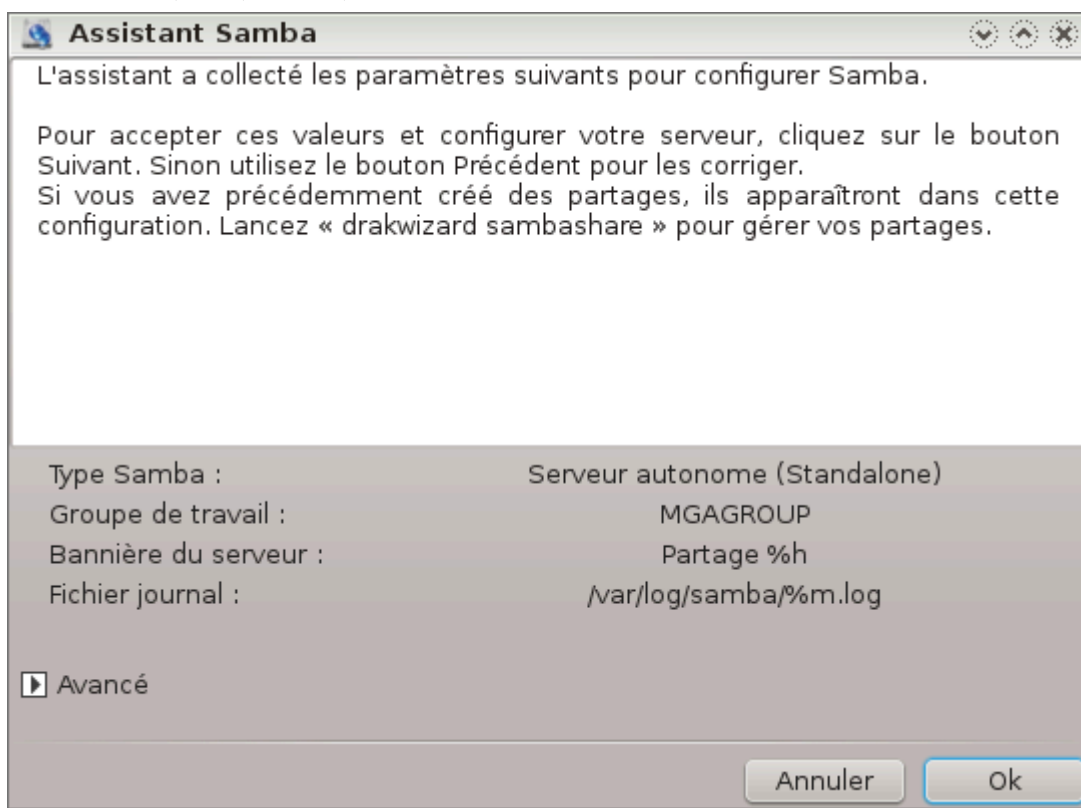 Assistant Samba
L'assistant a collecté les paramètres suivants pour configurer Samba.
Pour accepter ces valeurs et configurer votre serveur, cliquez sur le bouton
Suivant. Sinon utilisez le bouton Précédent pour les corriger.
Si vous avez précédemment créé des partages, ils apparaîtront dans cette
configuration. Lancez « drakwizard sambashare » pour gérer vos partages.
Type Samba : Serveur autonome (Standalone)
Groupe de travail : MGAGROUP
Bannière du serveur : Partage %h
Fichier journal : /var/log/samba/%m.log
Avancé
Annuler Ok